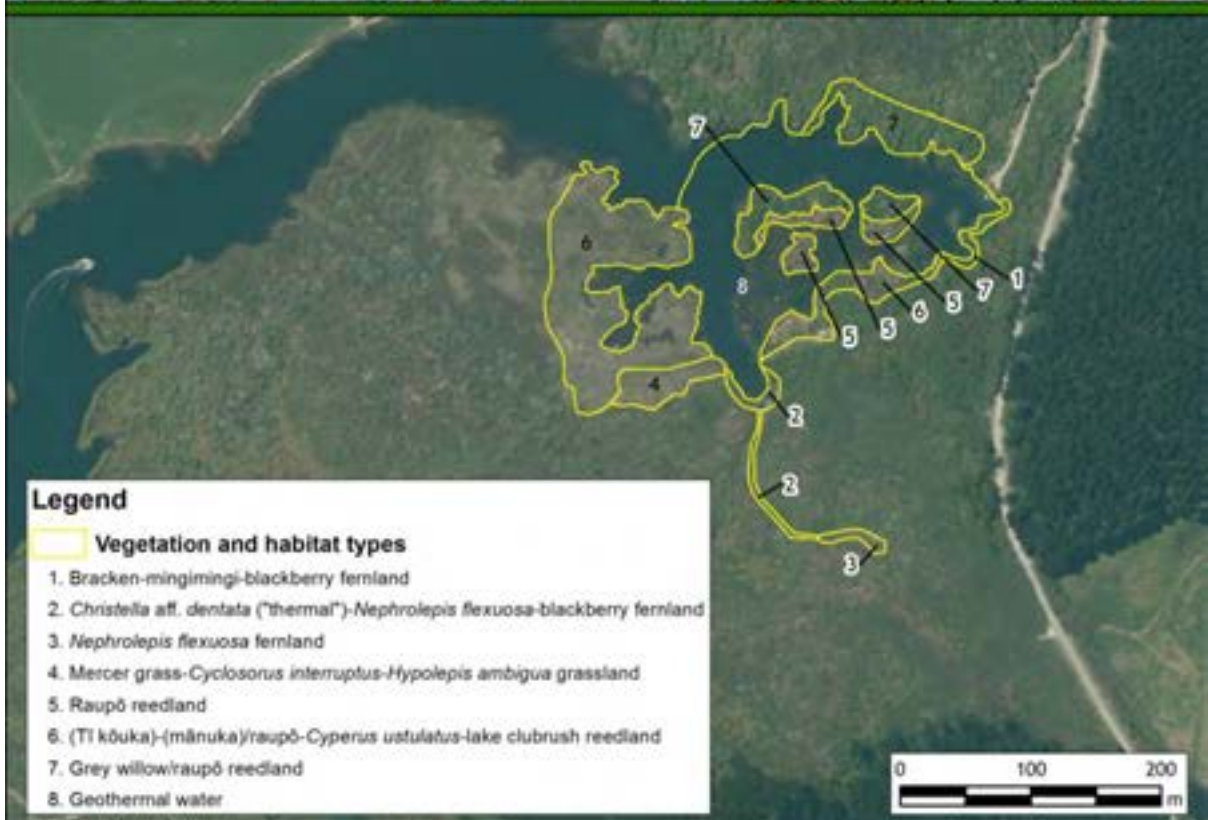 7
7
6
8
1
7
5
6
5
5
4
2
2
3
Legend
Vegetation and habitat types
1. Bracken-mingimingi-blackberry fernland
2. Christella aff. dentata ("thermal")-Nephrolepis flexuosa-blackberry fernland
3. Nephrolepis flexuosa fernland
4. Mercer grass-Cyclosorus interruptus-Hypolepis ambigua grassland
5. Raupō reedland
6. (Tī kōuka)-(mānuka)/raupō-Cyperus ustulatus-lake clubrush reedland
7. Grey willow/raupō reedland
8. Geothermal water
0 100 200
m